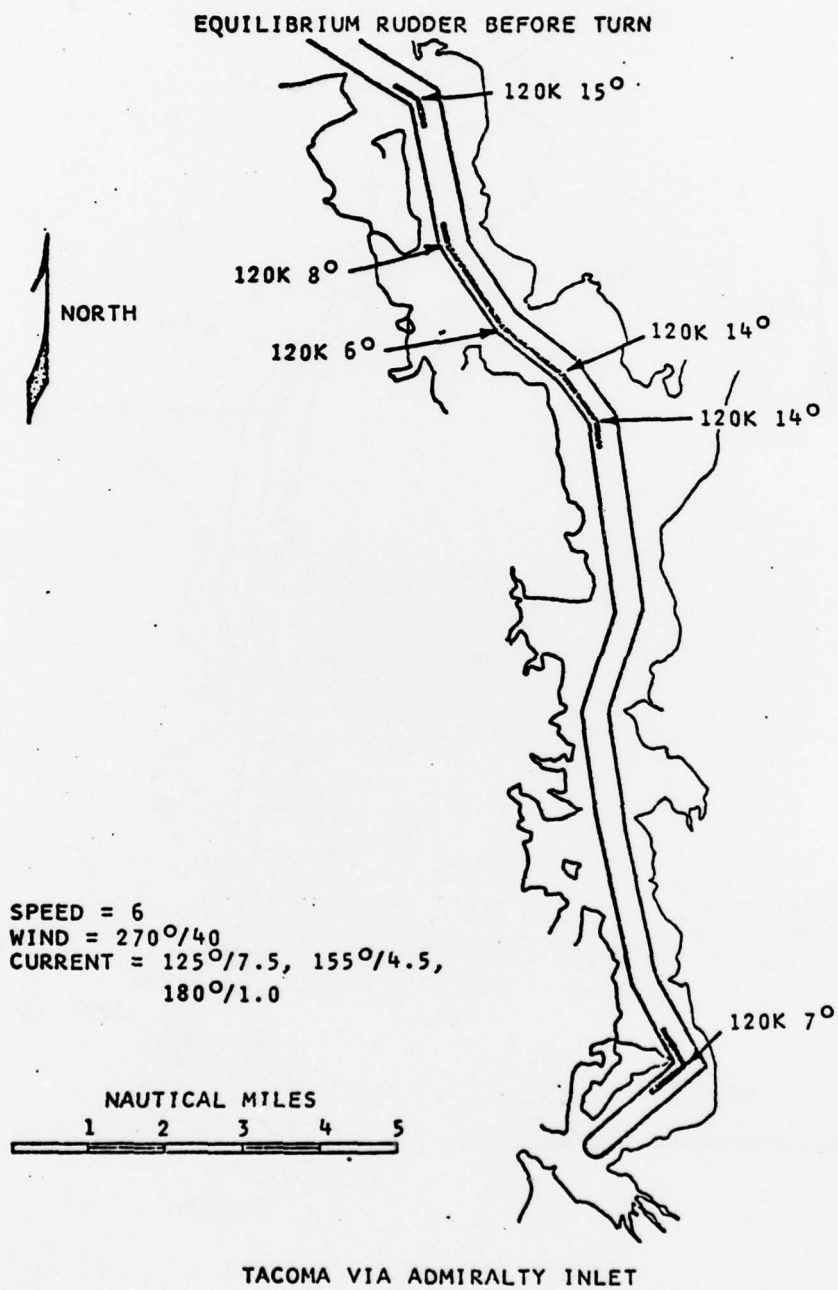 EQUILIBRIUM RUDDER BEFORE TURN
120K 15°
120K 8°
NORTH
120K 6°
120K 14°
120K 14°
SPEED = 6
WIND = 270°/40
CURRENT = 125°/7.5, 155°/4.5,
180°/1.0
120K 7°
NAUTICAL MILES
1 2 3 4 5
TACOMA VIA ADMIRALTY INLET